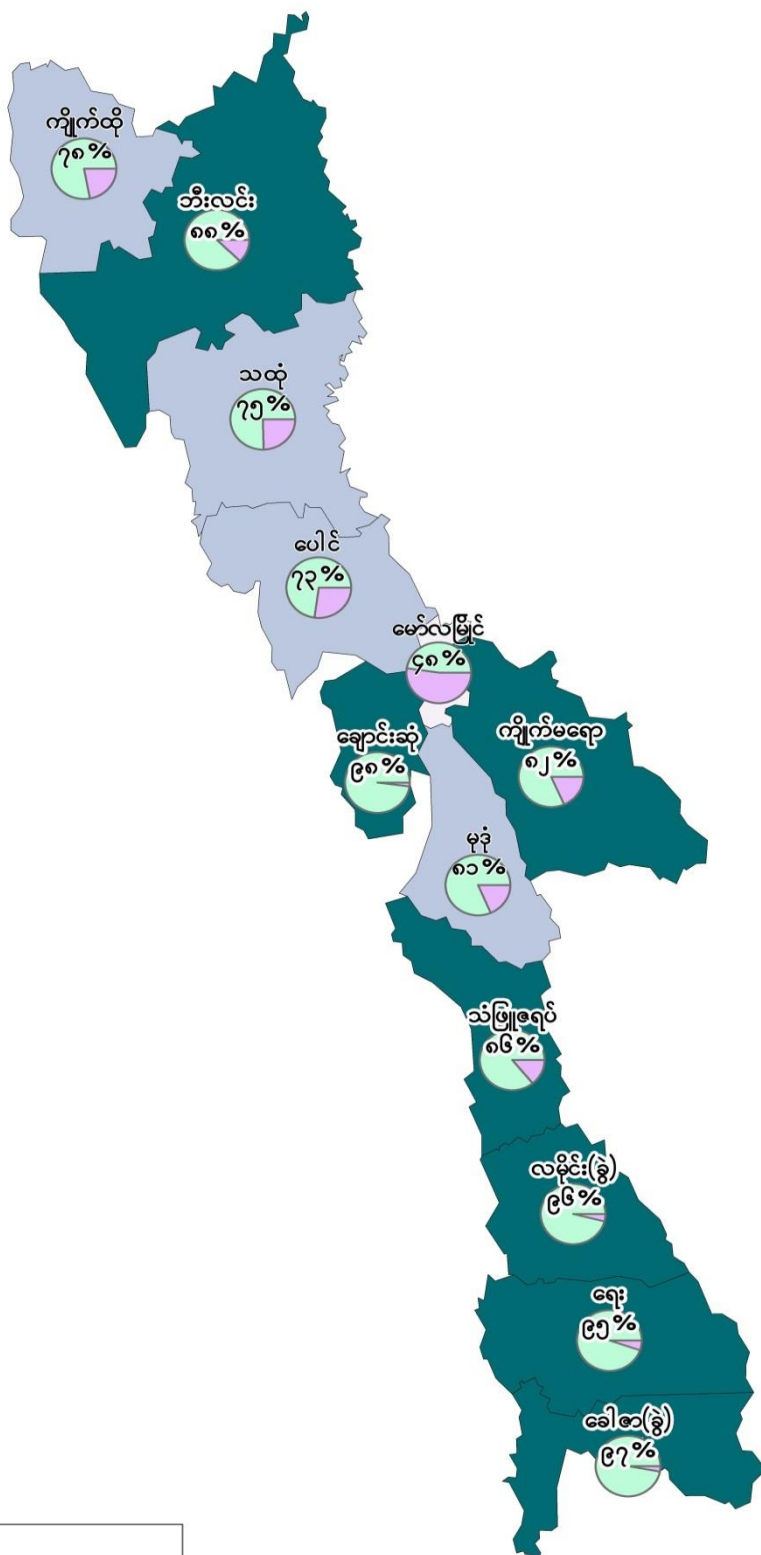 ကျိုက်ထို
၇၈%
ဘီးလင်း
၈၈%
သထုံ
၇၅%
ပေါင်
၇၃%
မော်လမြိုင်
၄၈%
ချောင်းဆုံ
၉၈%
ကျိုက်မရော
၈၂%
မုဒုံ
၈၁%
သံဖြူဇရပ်
၈၆%
လမိုင်း(ခွဲ)
၉၆%
ရေး
၉၅%
ခေါဇာ(ခွဲ)
၉၇%